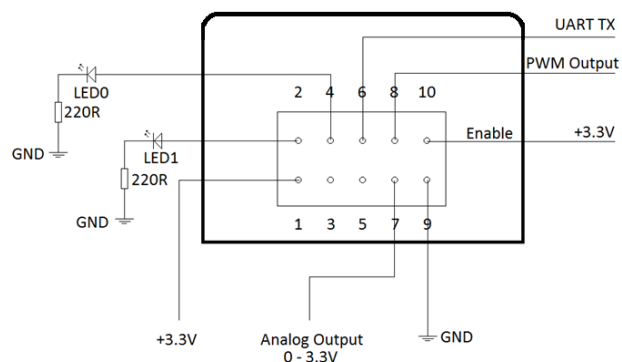 UART TX
PWM Output
LED0
220R
GND
2 4 6 8 10
Enable
+3.3V
LED1
220R
GND
1 3 5 7 9
+3.3V
Analog Output
0 - 3.3V
GND